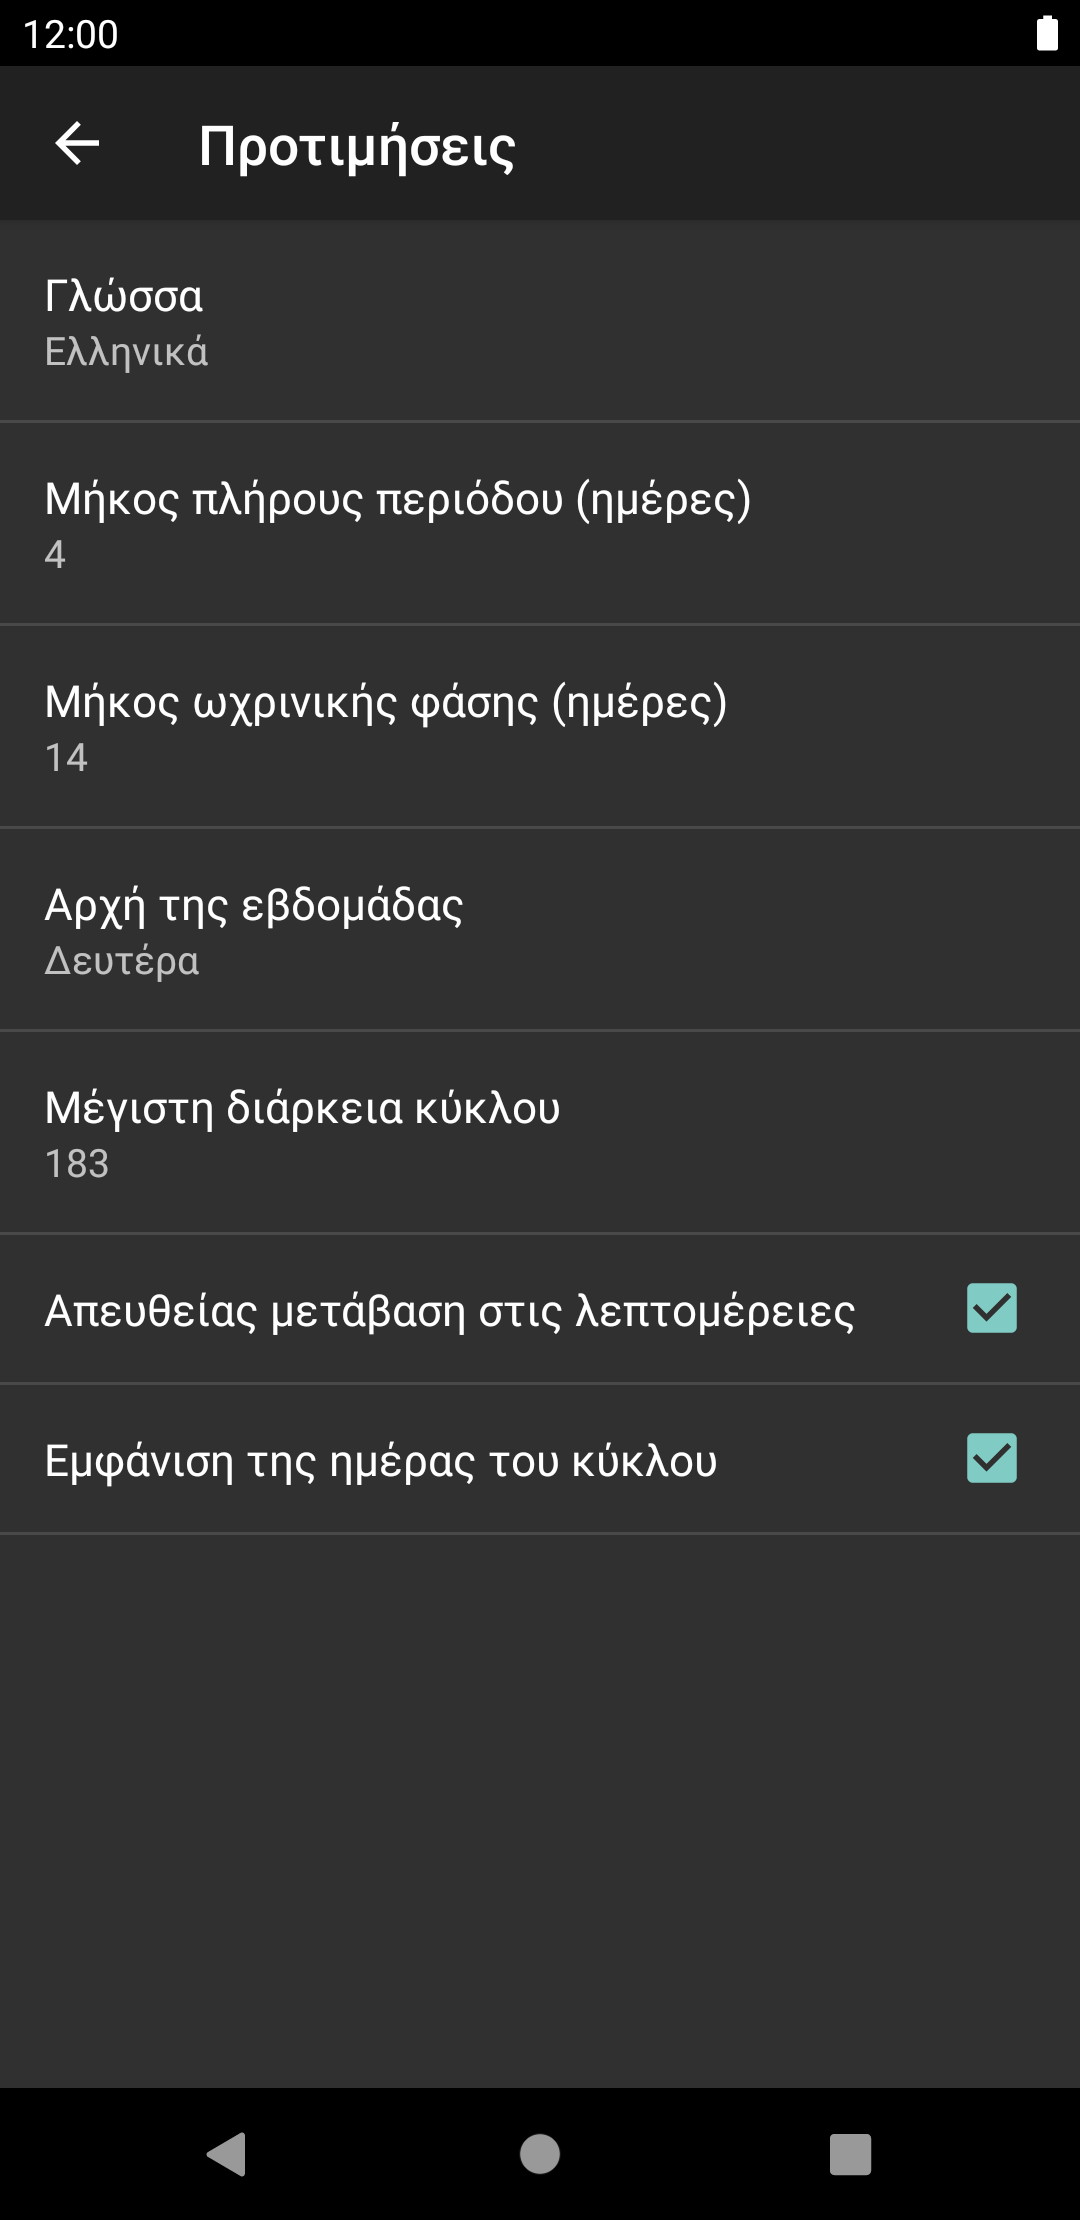 12:00
Προτιμήσεις
Γλώσσα
Ελληνικά
Μήκος πλήρους περιόδου (ημέρες)
4
Μήκος ωχρινικής φάσης (ημέρες)
14
Αρχή της εβδομάδας
Δευτέρα
Μέγιστη διάρκεια κύκλου
183
Απευθείας μετάβαση στις λεπτομέρειες
Εμφάνιση της ημέρας του κύκλου